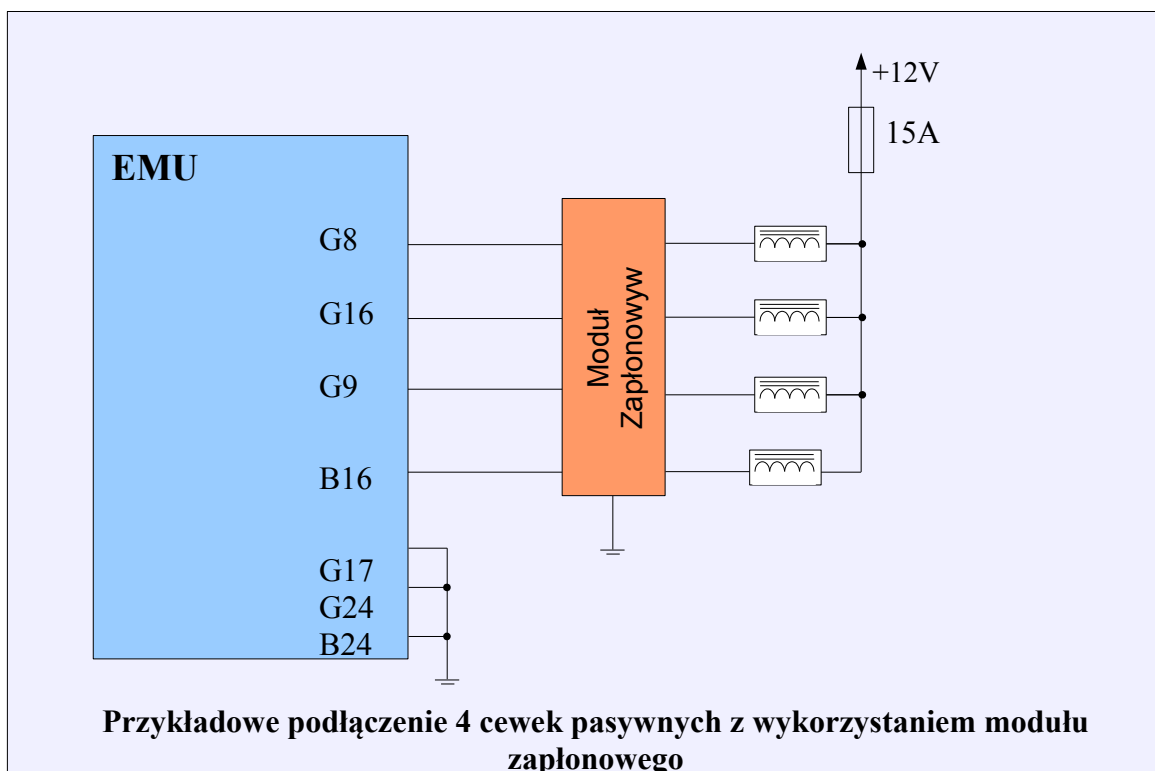 +12V
15A
EMU
G8
G16
G9
B16
G17
G24
B24
Moduł
Zapłonowyw
Przykładowe podłączenie 4 cewek pasywnych z wykorzystaniem modułu
zapłonowego